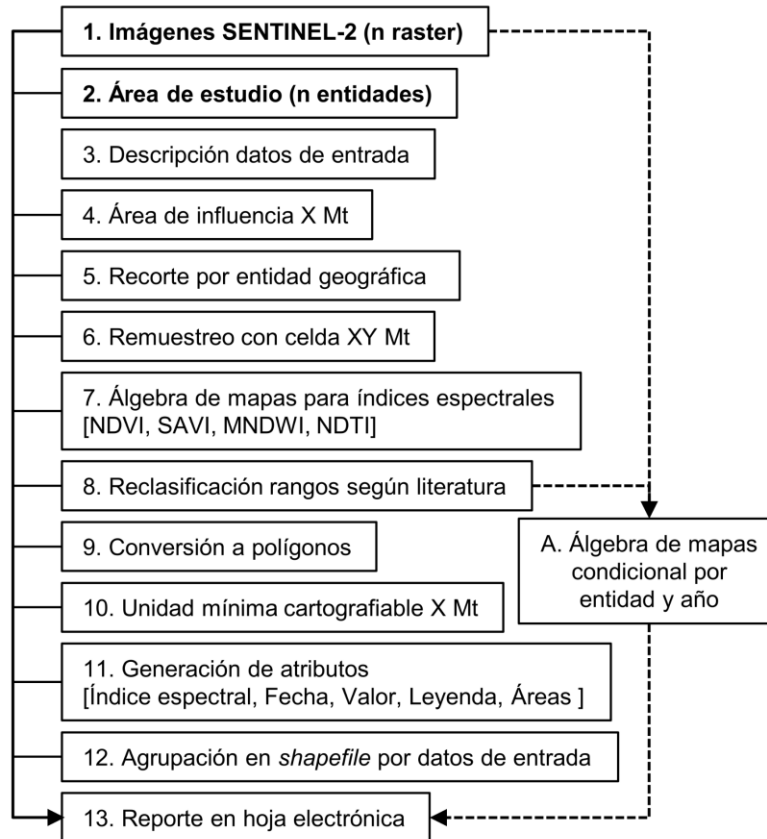 1. Imágenes SENTINEL-2 (n raster)
2. Área de estudio (n entidades)
3. Descripción datos de entrada
4. Área de influencia X Mt
5. Recorte por entidad geográfica
6. Remuestreo con celda XY Mt
7. Álgebra de mapas para índices espectrales
[NDVI, SAVI, MNDWI, NDTI]
8. Reclasificación rangos según literatura
9. Conversión a polígonos
A. Álgebra de mapas
condicional por
entidad y año
10. Unidad mínima cartografiable X Mt
11. Generación de atributos
[Índice espectral, Fecha, Valor, Leyenda, Áreas ]
12. Agrupación en shapefile por datos de entrada
13. Reporte en hoja electrónica